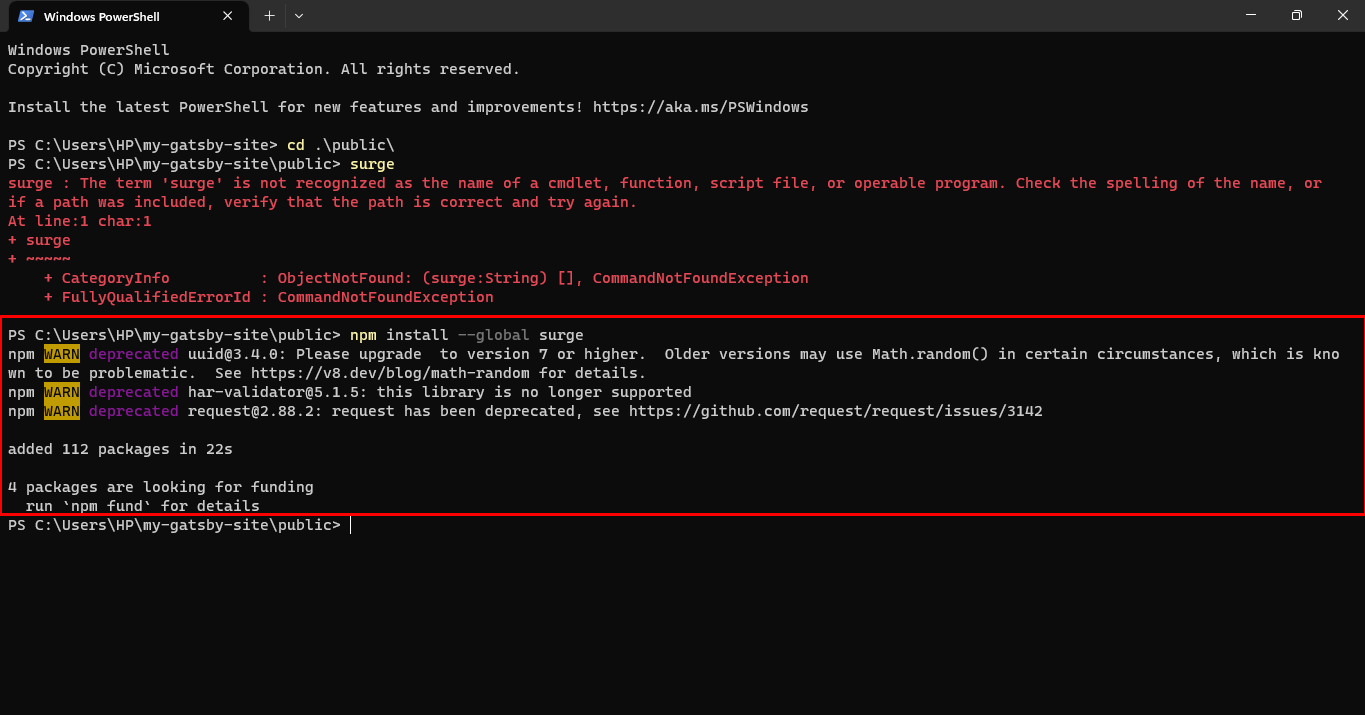 Windows PowerShell
Windows PowerShell
Copyright (C) Microsoft Corporation. All rights reserved.
Install the latest PowerShell for new features and improvements! https://aka.ms/PSWindows
PS C:\Users\HP\my-gatsby-site> cd .\public\
PS C:\Users\HP\my-gatsby-site\public> surge
surge : The term 'surge' is not recognized as the name of a cmdlet, function, script file, or operable program. Check the spelling of the name, or
if a path was included, verify that the path is correct and try again.
At line:1 char:1
+ surge
+ ~~~~~
    + CategoryInfo          : ObjectNotFound: (surge:String) [], CommandNotFoundException
    + FullyQualifiedErrorId : CommandNotFoundException
PS C:\Users\HP\my-gatsby-site\public> npm install --global surge
npm WARN deprecated uuid@3.4.0: Please upgrade  to version 7 or higher.  Older versions may use Math.random() in certain circumstances, which is kno
wn to be problematic.  See https://v8.dev/blog/math-random for details.
npm WARN deprecated har-validator@5.1.5: this library is no longer supported
npm WARN deprecated request@2.88.2: request has been deprecated, see https://github.com/request/request/issues/3142
added 112 packages in 22s
4 packages are looking for funding
  run `npm fund` for details
PS C:\Users\HP\my-gatsby-site\public>